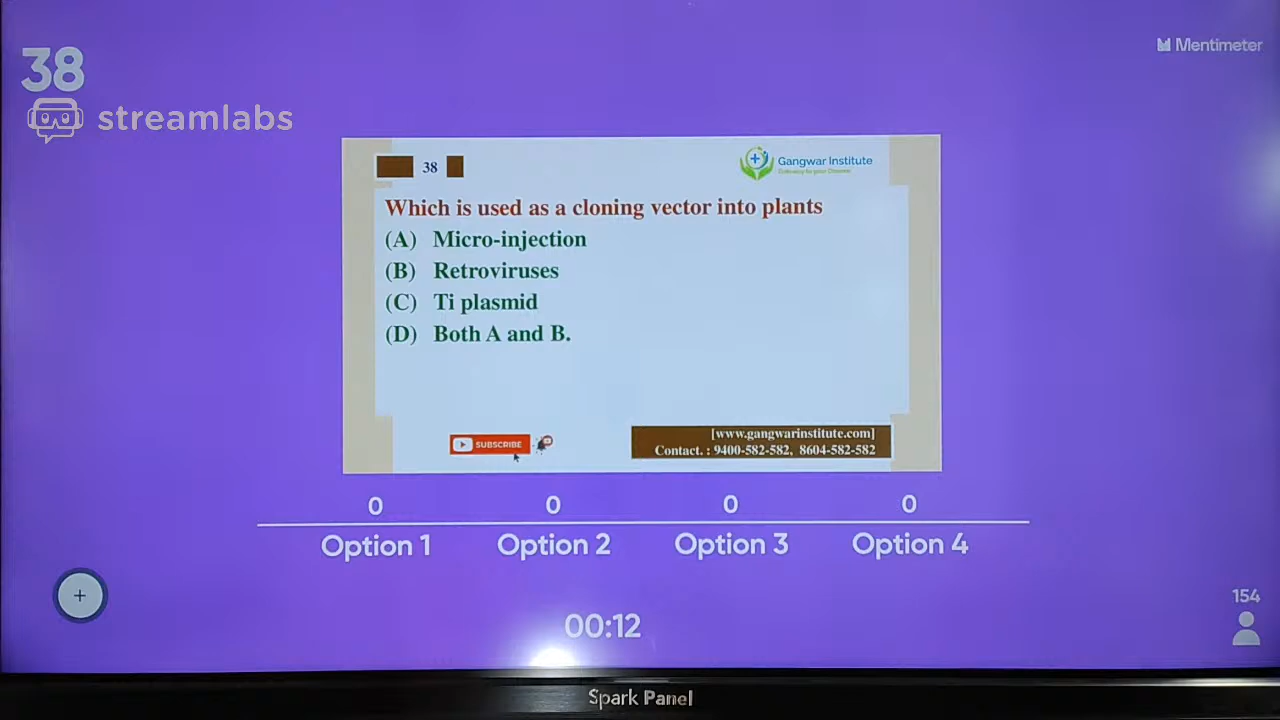 38
Mentimeter
streamlabs
38
Gangwar Institute
Which is used as a cloning vector into plants
(A) Micro-injection
(B) Retroviruses
(C) Ti plasmid
(D) Both A and B.
SUBSCRIBE
[www.gangwarinstitute.com]
Contact. : 9400-582-582, 8604-582-582
0 0 0 0
Option 1 Option 2 Option 3 Option 4
+
00:12
154
Spark Panel